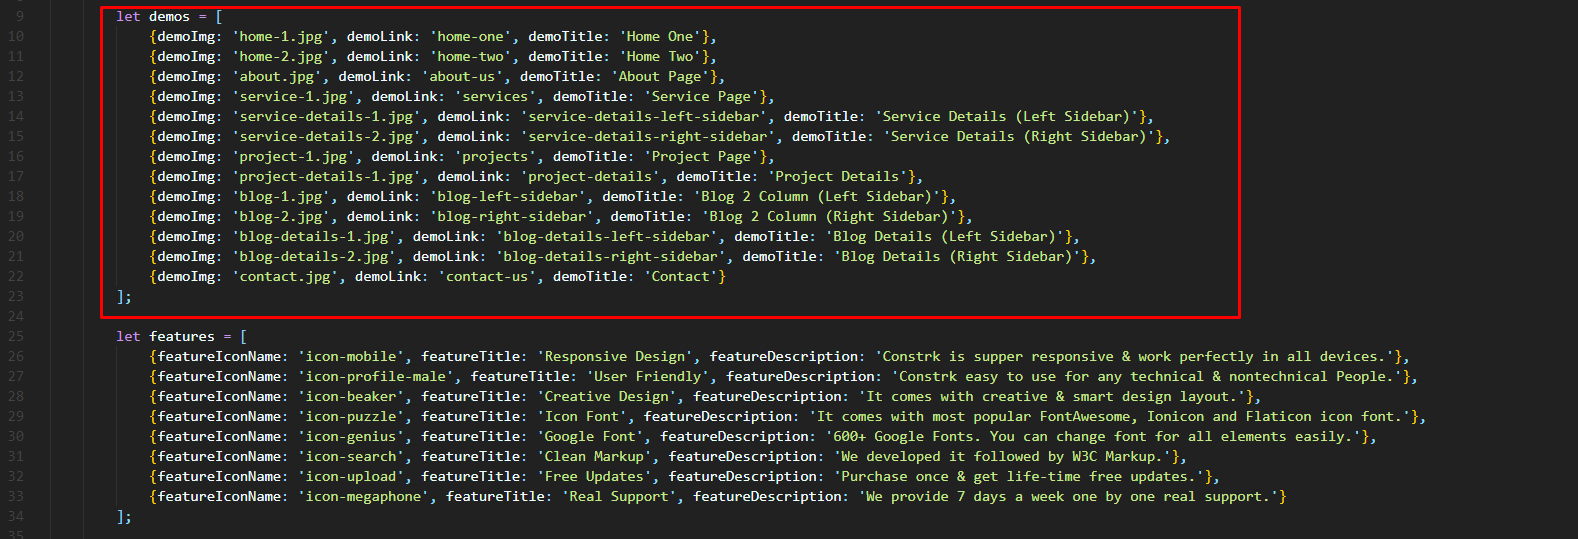 9 let demos = [
10 {demoImg: 'home-1.jpg', demoLink: 'home-one', demoTitle: 'Home One'},
11 {demoImg: 'home-2.jpg', demoLink: 'home-two', demoTitle: 'Home Two'},
12 {demoImg: 'about.jpg', demoLink: 'about-us', demoTitle: 'About Page'},
13 {demoImg: 'service-1.jpg', demoLink: 'services', demoTitle: 'Service Page'},
14 {demoImg: 'service-details-1.jpg', demoLink: 'service-details-left-sidebar', demoTitle: 'Service Details (Left Sidebar)'},
15 {demoImg: 'service-details-2.jpg', demoLink: 'service-details-right-sidebar', demoTitle: 'Service Details (Right Sidebar)'},
16 {demoImg: 'project-1.jpg', demoLink: 'projects', demoTitle: 'Project Page'},
17 {demoImg: 'project-details-1.jpg', demoLink: 'project-details', demoTitle: 'Project Details'},
18 {demoImg: 'blog-1.jpg', demoLink: 'blog-left-sidebar', demoTitle: 'Blog 2 Column (Left Sidebar)'},
19 {demoImg: 'blog-2.jpg', demoLink: 'blog-right-sidebar', demoTitle: 'Blog 2 Column (Right Sidebar)'},
20 {demoImg: 'blog-details-1.jpg', demoLink: 'blog-details-left-sidebar', demoTitle: 'Blog Details (Left Sidebar)'},
21 {demoImg: 'blog-details-2.jpg', demoLink: 'blog-details-right-sidebar', demoTitle: 'Blog Details (Right Sidebar)'},
22 {demoImg: 'contact.jpg', demoLink: 'contact-us', demoTitle: 'Contact'}
23 ];
24
25 let features = [
26 {featureIconName: 'icon-mobile', featureTitle: 'Responsive Design', featureDescription: 'Constrk is supper responsive & work perfectly in all devices.'},
27 {featureIconName: 'icon-profile-male', featureTitle: 'User Friendly', featureDescription: 'Constrk easy to use for any technical & nontechnical People.'},
28 {featureIconName: 'icon-beaker', featureTitle: 'Creative Design', featureDescription: 'It comes with creative & smart design layout.'},
29 {featureIconName: 'icon-puzzle', featureTitle: 'Icon Font', featureDescription: 'It comes with most popular FontAwesome, Ionicon and Flaticon icon font.'},
30 {featureIconName: 'icon-genius', featureTitle: 'Google Font', featureDescription: '600+ Google Fonts. You can change font for all elements easily.'},
31 {featureIconName: 'icon-search', featureTitle: 'Clean Markup', featureDescription: 'We developed it followed by W3C Markup.'},
32 {featureIconName: 'icon-upload', featureTitle: 'Free Updates', featureDescription: 'Purchase once & get life-time free updates.'},
33 {featureIconName: 'icon-megaphone', featureTitle: 'Real Support', featureDescription: 'We provide 7 days a week one by one real support.'}
34 ];
35